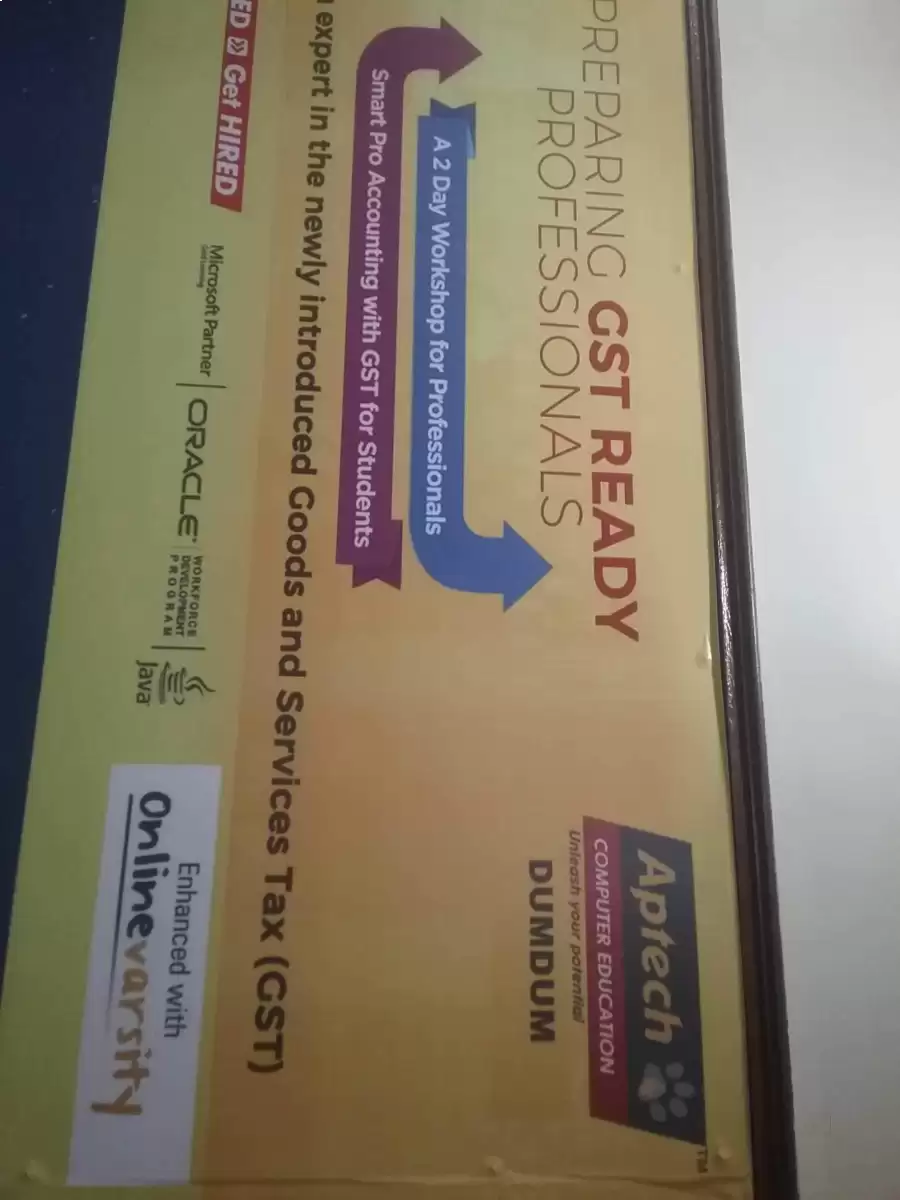 PREPARING GST READY
PROFESSIONALS
Aptech
TM
COMPUTER EDUCATION
Unleash your potential
DUMDUM
A 2 Day Workshop for Professionals
Smart Pro Accounting with GST for Students
expert in the newly introduced Goods and Services Tax (GST)
ED » Get HIRED
Microsoft Partner
ORACLE
WORKFORCE
DEVELOPMENT
PROGRAM
Java
Enhanced with
Onlinevarsity